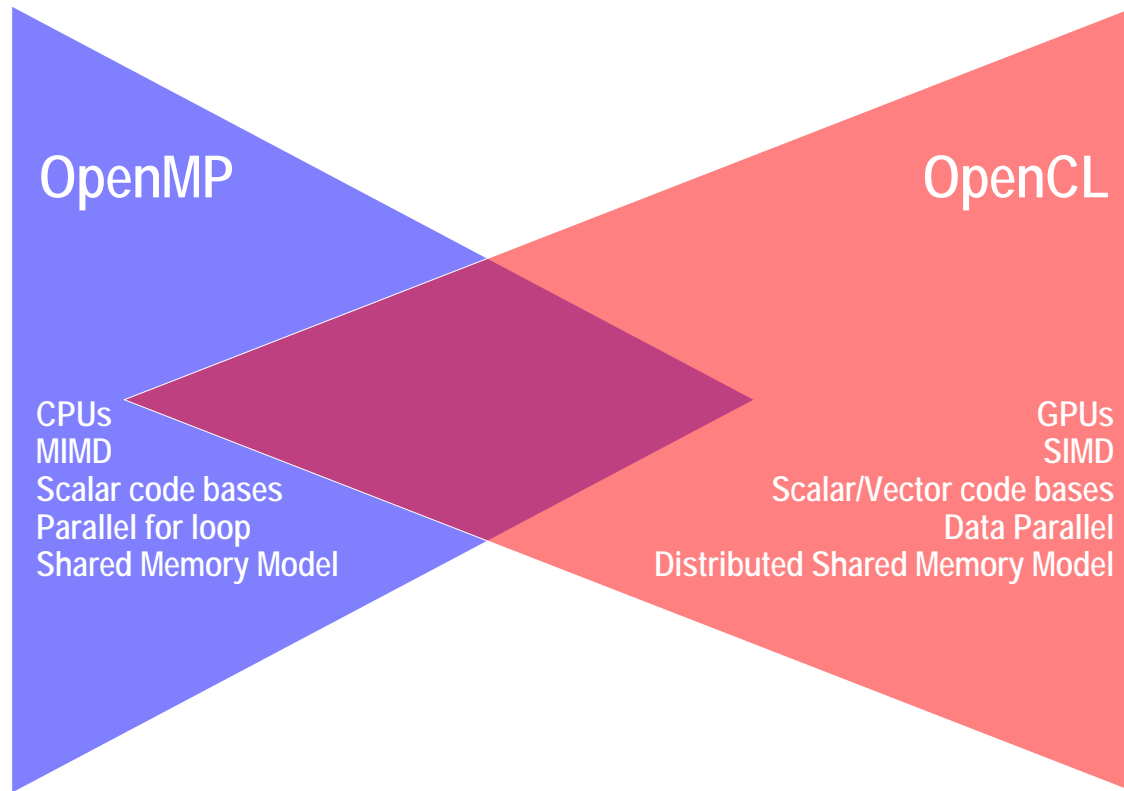 OpenMP
OpenCL
CPUs
MIMD
Scalar code bases
Parallel for loop
Shared Memory Model
GPUs
SIMD
Scalar/Vector code bases
Data Parallel
Distributed Shared Memory Model